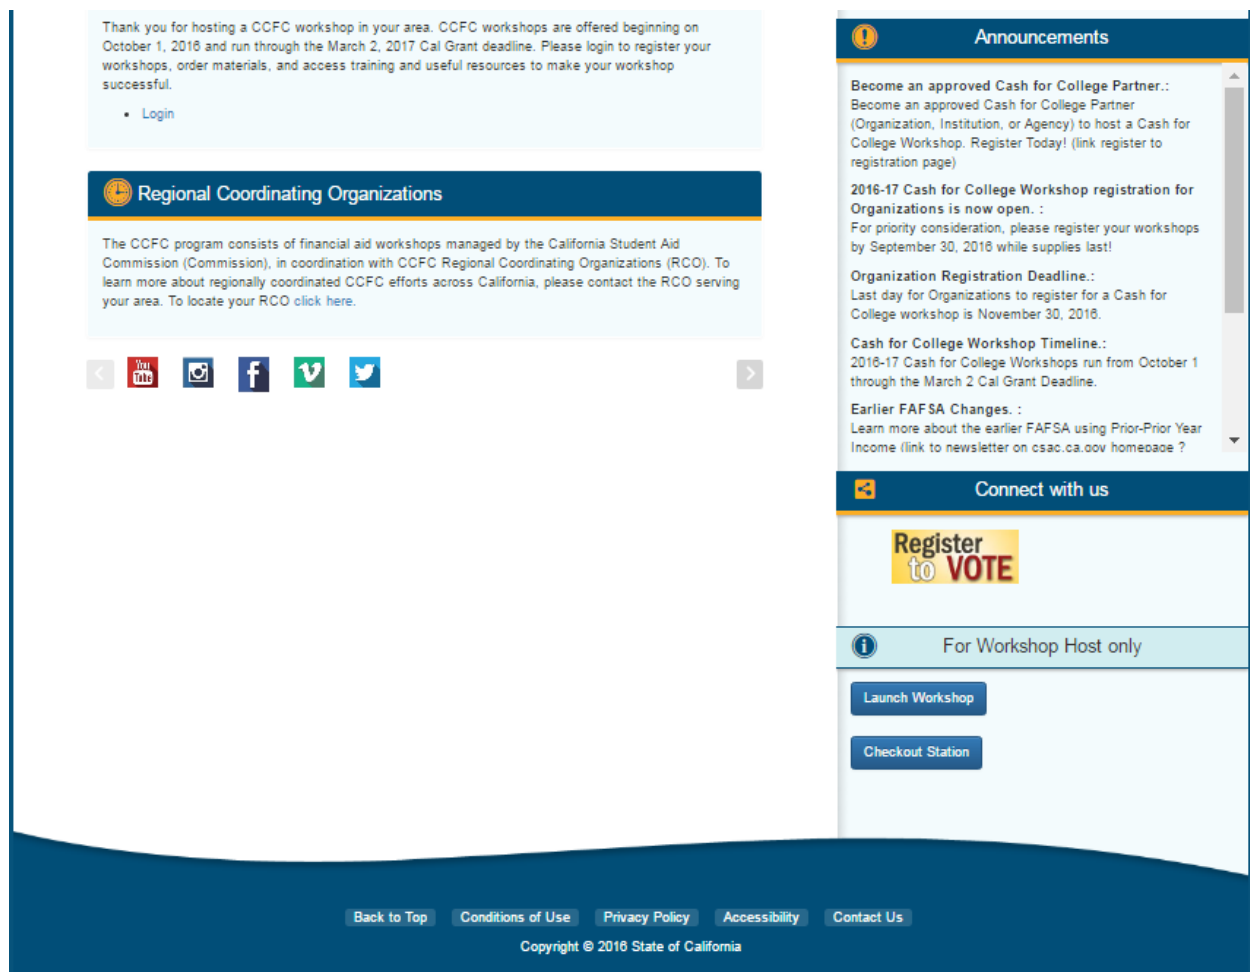 Thank you for hosting a CCFC workshop in your area. CCFC workshops are offered beginning on
October 1, 2016 and run through the March 2, 2017 Cal Grant deadline. Please login to register your
workshops, order materials, and access training and useful resources to make your workshop
successful.
• Login
Regional Coordinating Organizations
The CCFC program consists of financial aid workshops managed by the California Student Aid
Commission (Commission), in coordination with CCFC Regional Coordinating Organizations (RCO). To
learn more about regionally coordinated CCFC efforts across California, please contact the RCO serving
your area. To locate your RCO click here.
You
Tube
Announcements
Become an approved Cash for College Partner.:
Become an approved Cash for College Partner
(Organization, Institution, or Agency) to host a Cash for
College Workshop. Register Today! (link register to
registration page)
2016-17 Cash for College Workshop registration for
Organizations is now open. :
For priority consideration, please register your workshops
by September 30, 2016 while supplies last!
Organization Registration Deadline.:
Last day for Organizations to register for a Cash for
College workshop is November 30, 2016.
Cash for College Workshop Timeline.:
2016-17 Cash for College Workshops run from October 1
through the March 2 Cal Grant Deadline.
Earlier FAFSA Changes. :
Learn more about the earlier FAFSA using Prior-Prior Year
Income (link to newsletter on csac.ca.gov homepage ?
Connect with us
Register
to VOTE
For Workshop Host only
Launch Workshop
Checkout Station
Back to Top Conditions of Use Privacy Policy Accessibility Contact Us
Copyright © 2016 State of California